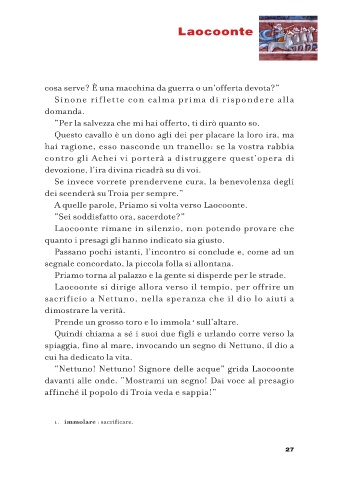 Laocoonte
cosa serve? È una macchina da guerra o un'offerta devota?"
Sinone riflette con calma prima di rispondere alla
domanda.
"Per la salvezza che mi hai offerto, ti dirò quanto so.
Questo cavallo è un dono agli dei per placare la loro ira, ma
hai ragione, esso nasconde un tranello: se la vostra rabbia
contro gli Achei vi porterà a distruggere quest'opera di
devozione, l'ira divina ricadrà su di voi.
Se invece vorrete prendervene cura, la benevolenza degli
dei scenderà su Troia per sempre."
A quelle parole, Priamo si volta verso Laocoonte.
"Sei soddisfatto ora, sacerdote?"
Laocoonte rimane in silenzio, non potendo provare che
quanto i presagi gli hanno indicato sia giusto.
Passano pochi istanti, l'incontro si conclude e, come ad un
segnale concordato, la piccola folla si allontana.
Priamo torna al palazzo e la gente si disperde per le strade.
Laocoonte si dirige allora verso il tempio, per offrire un
sacrificio a Nettuno, nella speranza che il dio lo aiuti a
dimostrare la verità.
Prende un grosso toro e lo immola¹ sull'altare.
Quindi chiama a sé i suoi due figli e urlando corre verso la
spiaggia, fino al mare, invocando un segno di Nettuno, il dio a
cui ha dedicato la vita.
"Nettuno! Nettuno! Signore delle acque" grida Laocoonte
davanti alle onde. "Mostrami un segno! Dai voce al presagio
affinché il popolo di Troia veda e sappia!"
1. immolare : sacrificare.
27